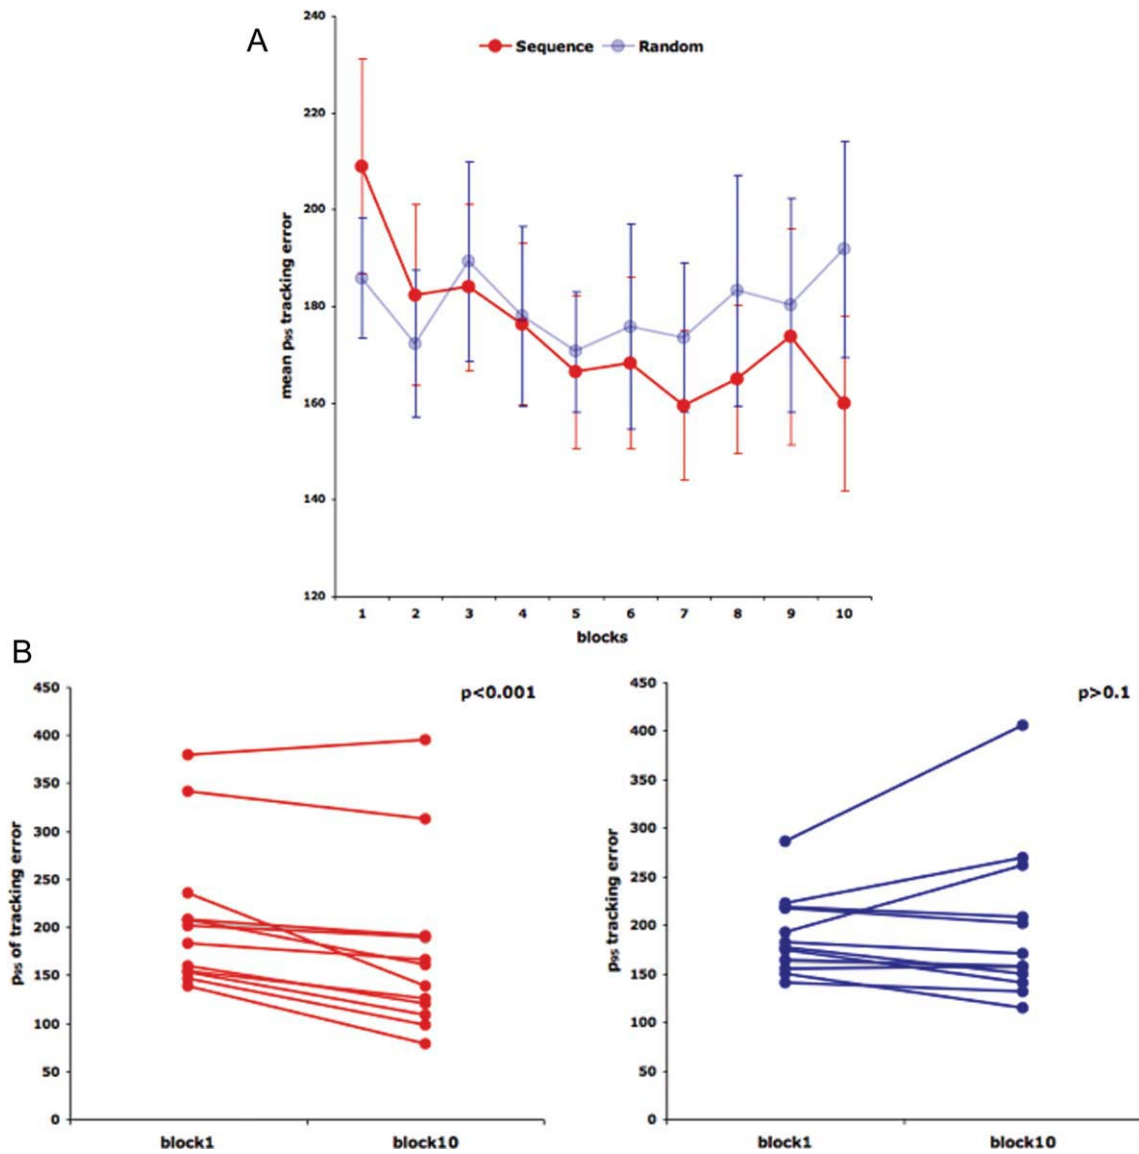 A
Sequence Random
240
220
200
180
160
140
120
mean p95 tracking error
1 2 3 4 5 6 7 8 9 10
blocks
B
p<0.001
450
400
350
300
250
200
150
100
50
0
p95 of tracking error
block1 block10
p>0.1
450
400
350
300
250
200
150
100
50
0
p95 tracking error
block1 block10